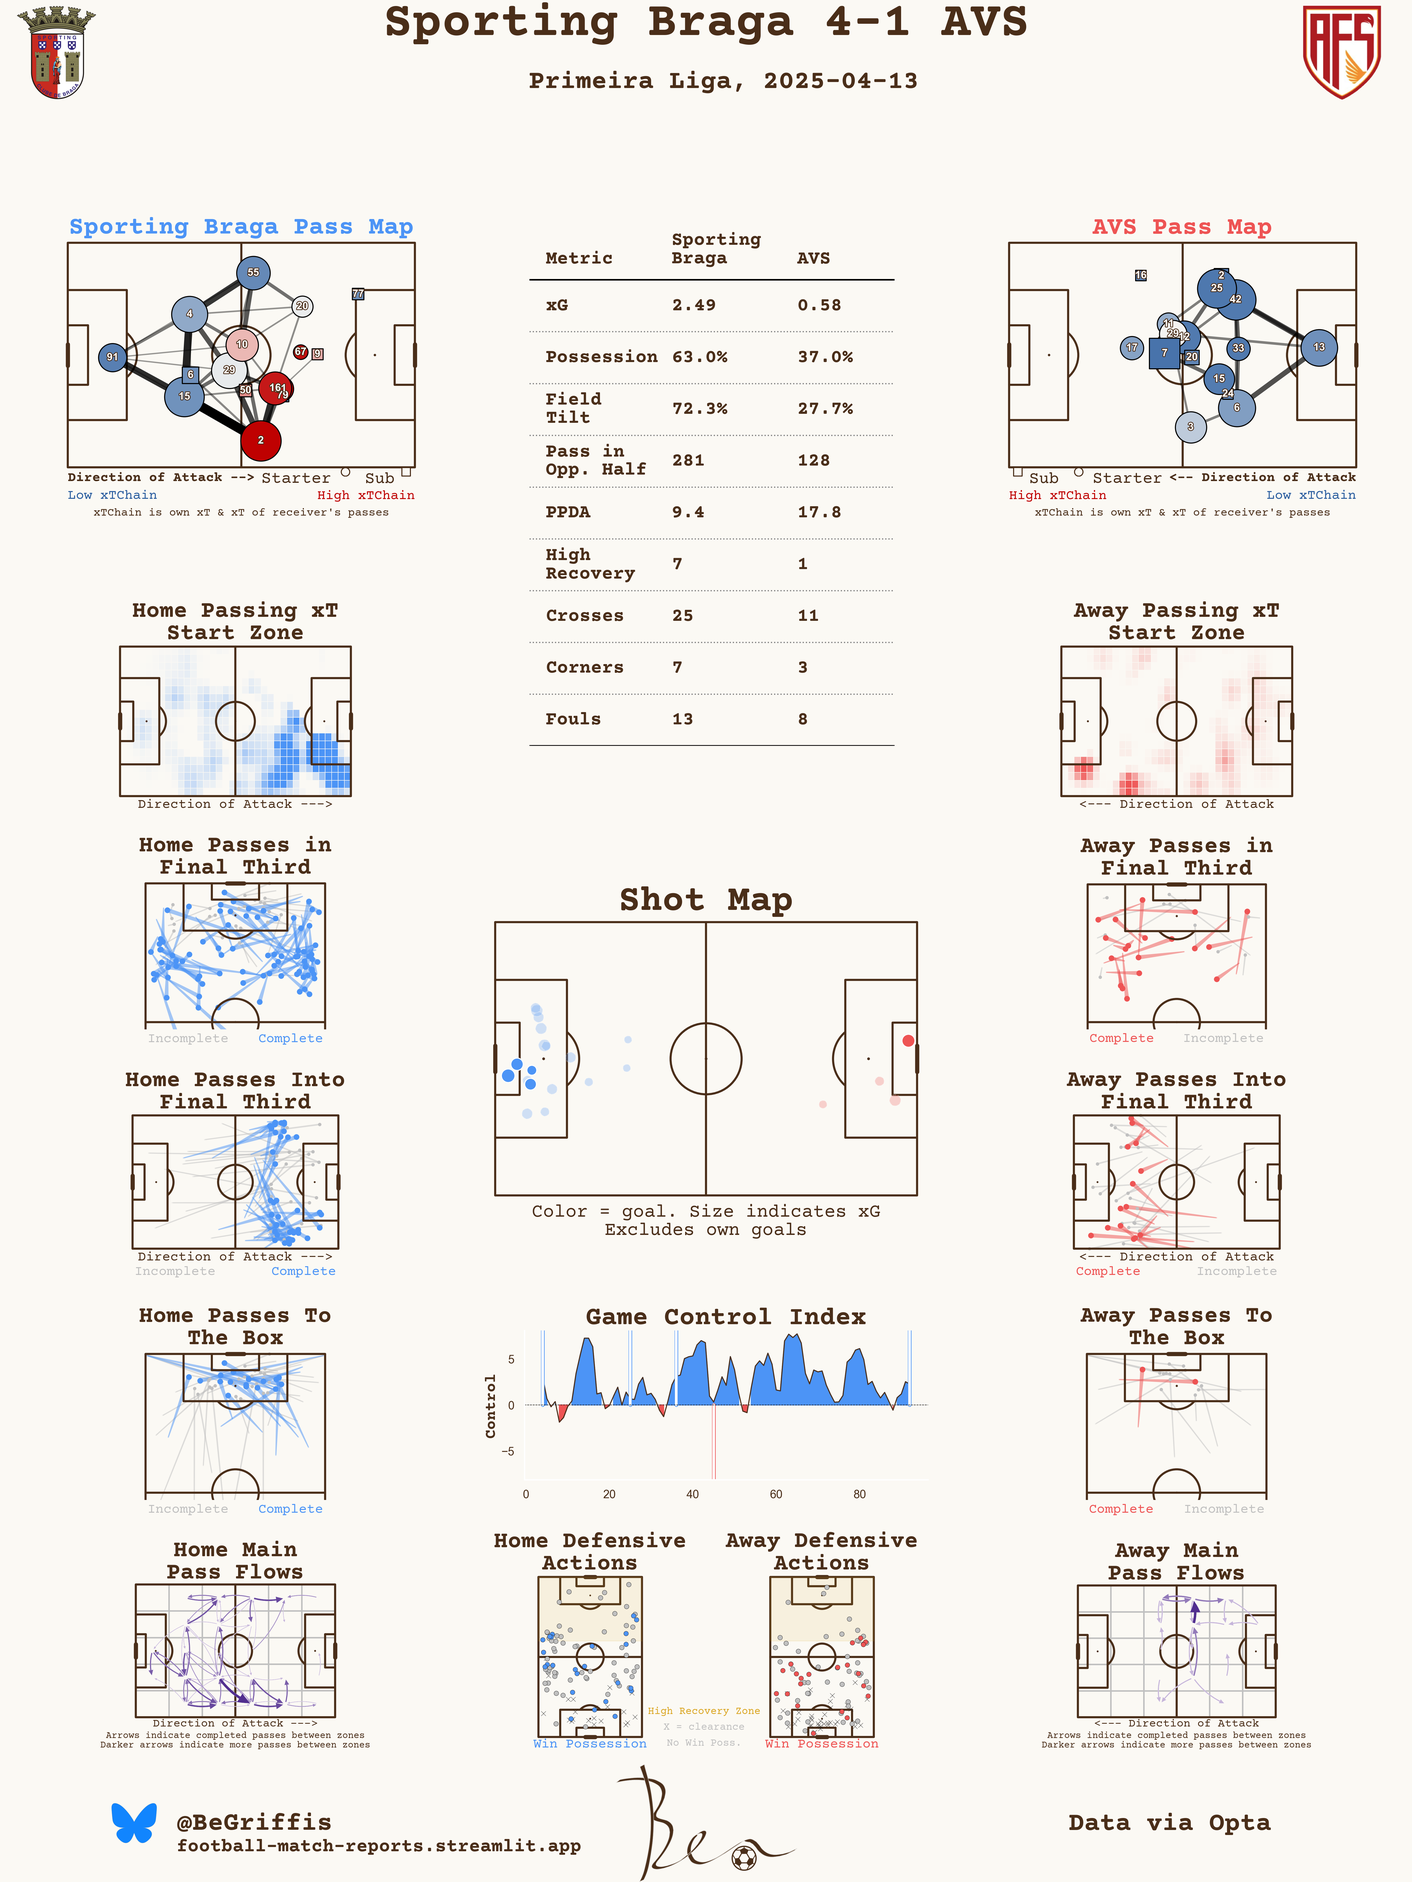 Sporting Braga 4-1 AVS
Primeira Liga, 2025-04-13
SPORTING
AFS
Sporting Braga Pass Map
55
77
20
4
10
91
67
9
29
6
50
161
79
15
2
Direction of Attack --> Starter Sub
Low xTChain High xTChain
xTChain is own xT & xT of receiver's passes
Metric Sporting Braga AVS
xG 2.49 0.58
Possession 63.0% 37.0%
Field Tilt 72.3% 27.7%
Pass in Opp. Half 281 128
PPDA 9.4 17.8
High Recovery 7 1
Crosses 25 11
Corners 7 3
Fouls 13 8
AVS Pass Map
16
2
25
42
11
29
12
17
7
20
33
13
15
24
6
3
Sub Starter <-- Direction of Attack
High xTChain Low xTChain
xTChain is own xT & xT of receiver's passes
Home Passing xT
Start Zone
Direction of Attack --->
Away Passing xT
Start Zone
<--- Direction of Attack
Home Passes in
Final Third
Incomplete Complete
Away Passes in
Final Third
Complete Incomplete
Shot Map
Color = goal. Size indicates xG
Excludes own goals
Home Passes Into
Final Third
Direction of Attack --->
Incomplete Complete
Away Passes Into
Final Third
<--- Direction of Attack
Complete Incomplete
Home Passes To
The Box
Incomplete Complete
Game Control Index
Control
5
0
−5
0 20 40 60 80
Away Passes To
The Box
Complete Incomplete
Home Main
Pass Flows
Direction of Attack --->
Arrows indicate completed passes between zones
Darker arrows indicate more passes between zones
Home Defensive
Actions
Win Possession
High Recovery Zone
X = clearance
No Win Poss.
Away Defensive
Actions
Win Possession
Away Main
Pass Flows
<--- Direction of Attack
Arrows indicate completed passes between zones
Darker arrows indicate more passes between zones
@BeGriffis
football-match-reports.streamlit.app
Ben
Data via Opta